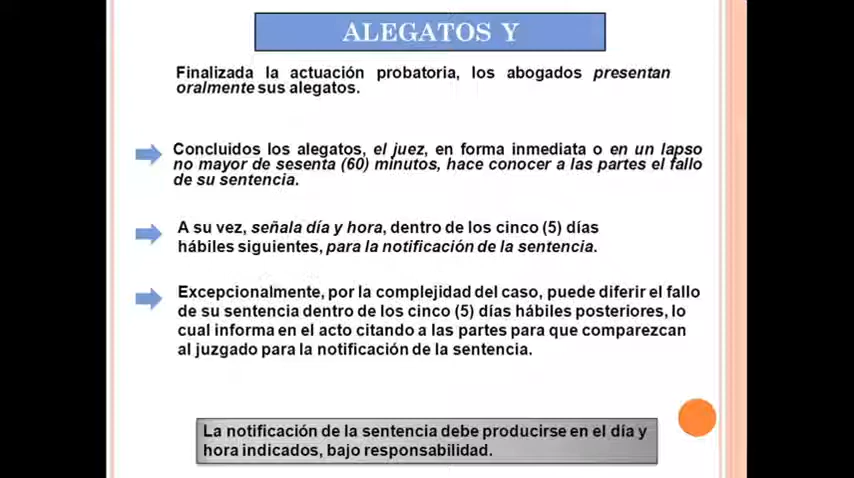 ALEGATOS Y
Finalizada la actuación probatoria, los abogados presentan
oralmente sus alegatos.
Concluidos los alegatos, el juez, en forma inmediata o en un lapso
no mayor de sesenta (60) minutos, hace conocer a las partes el fallo
de su sentencia.
A su vez, señala día y hora, dentro de los cinco (5) días
hábiles siguientes, para la notificación de la sentencia.
Excepcionalmente, por la complejidad del caso, puede diferir el fallo
de su sentencia dentro de los cinco (5) días hábiles posteriores, lo
cual informa en el acto citando a las partes para que comparezcan
al juzgado para la notificación de la sentencia.
La notificación de la sentencia debe producirse en el día y
hora indicados, bajo responsabilidad.